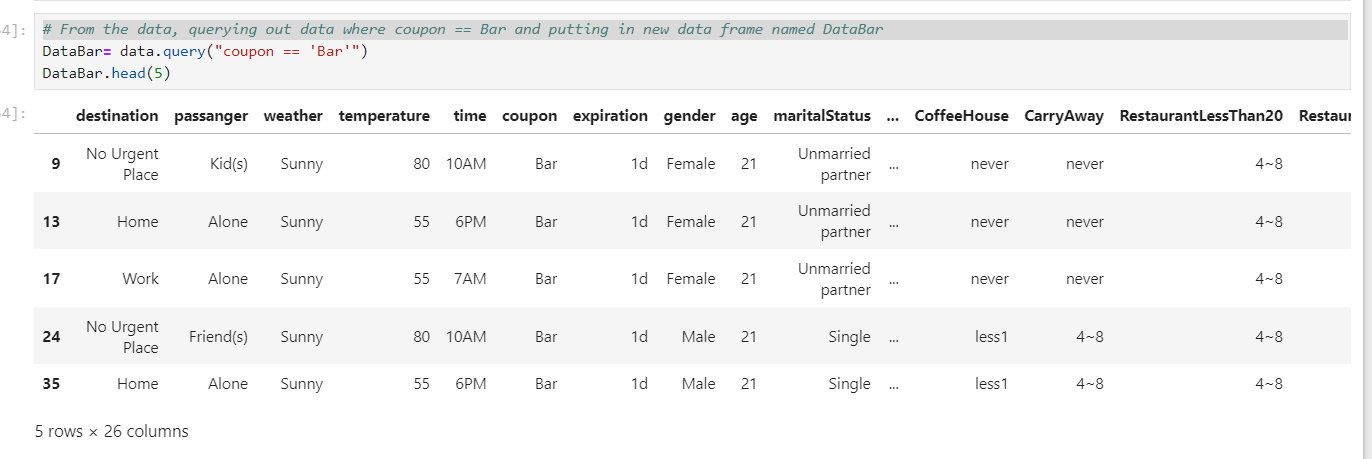 4]:
# From the data, querying out data where coupon == Bar and putting in new data frame named DataBar
DataBar= data.query("coupon == 'Bar'")
DataBar.head(5)
4]:
destination passanger weather temperature time coupon expiration gender age maritalStatus ... CoffeeHouse CarryAway RestaurantLessThan20 Restaur
9 No Urgent Place Kid(s) Sunny 80 10AM Bar 1d Female 21 Unmarried partner ... never never 4~8
13 Home Alone Sunny 55 6PM Bar 1d Female 21 Unmarried partner ... never never 4~8
17 Work Alone Sunny 55 7AM Bar 1d Female 21 Unmarried partner ... never never 4~8
24 No Urgent Place Friend(s) Sunny 80 10AM Bar 1d Male 21 Single ... less1 4~8 4~8
35 Home Alone Sunny 55 6PM Bar 1d Male 21 Single ... less1 4~8 4~8
5 rows × 26 columns